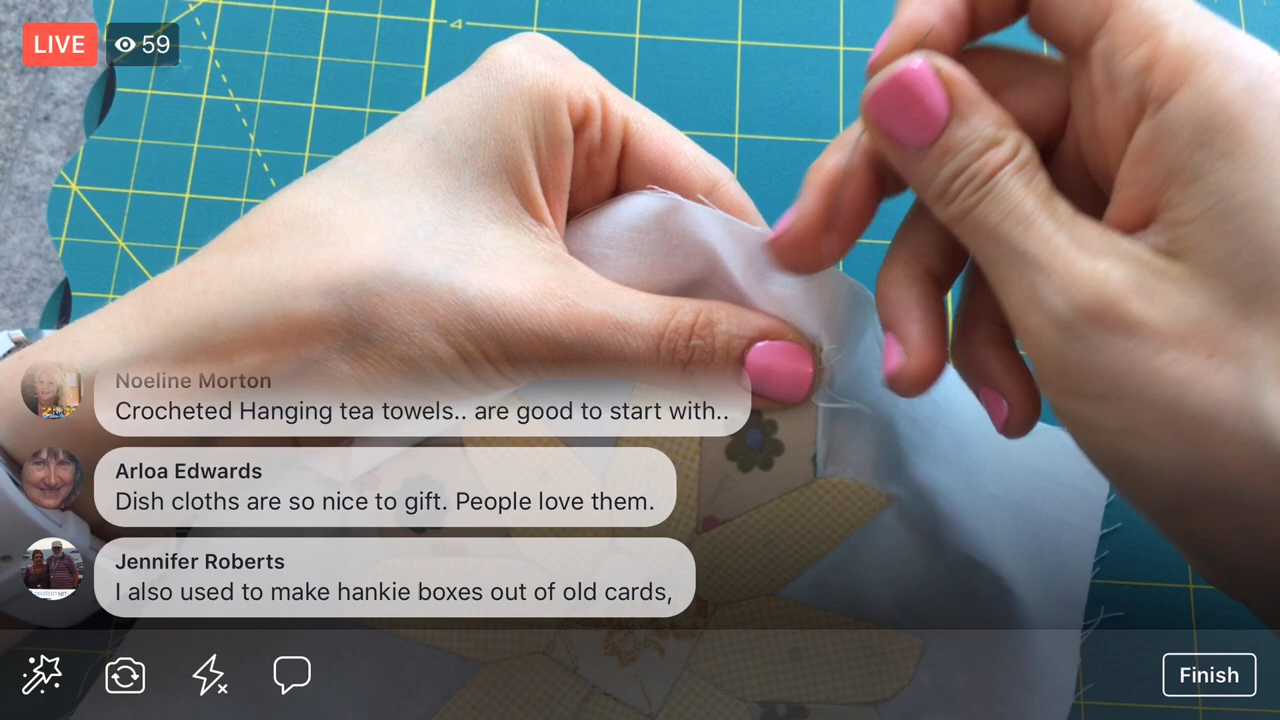 LIVE 59
Noeline Morton
Crocheted Hanging tea towels.. are good to start with..
Arloa Edwards
Dish cloths are so nice to gift. People love them.
Jennifer Roberts
I also used to make hankie boxes out of old cards,
Finish